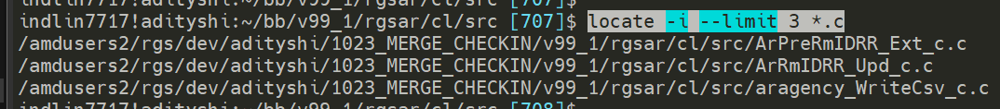 indlin7717!adityshi:~/bb/v99_1/rgsar/cl/src [707]$
indlin7717!adityshi:~/bb/v99_1/rgsar/cl/src [707]$ locate -i --limit 3 *.c
/amdusers2/rgs/dev/adityshi/1023_MERGE_CHECKIN/v99_1/rgsar/cl/src/ArPreRmIDRR_Ext_c.c
/amdusers2/rgs/dev/adityshi/1023_MERGE_CHECKIN/v99_1/rgsar/cl/src/ArRmIDRR_Upd_c.c
/amdusers2/rgs/dev/adityshi/1023_MERGE_CHECKIN/v99_1/rgsar/cl/src/aragency_WriteCsv_c.c
indlin7717!adityshi:~/bb/v99_1/rgsar/cl/src [708]$